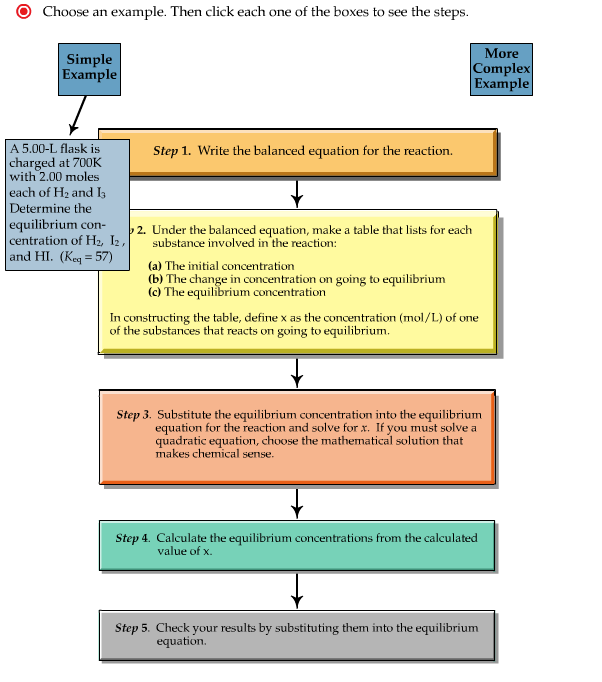 Choose an example. Then click each one of the boxes to see the steps.
Simple
Example
More
Complex
Example
A 5.00-L flask is
charged at 700K
with 2.00 moles
each of H₂ and I₃
Determine the
equilibrium con-
centration of H₂, I₂ ,
and HI. (Keq = 57)
Step 1. Write the balanced equation for the reaction.
2. Under the balanced equation, make a table that lists for each
substance involved in the reaction:
(a) The initial concentration
(b) The change in concentration on going to equilibrium
(c) The equilibrium concentration
In constructing the table, define x as the concentration (mol/L) of one
of the substances that reacts on going to equilibrium.
Step 3. Substitute the equilibrium concentration into the equilibrium
equation for the reaction and solve for x. If you must solve a
quadratic equation, choose the mathematical solution that
makes chemical sense.
Step 4. Calculate the equilibrium concentrations from the calculated
value of x.
Step 5. Check your results by substituting them into the equilibrium
equation.